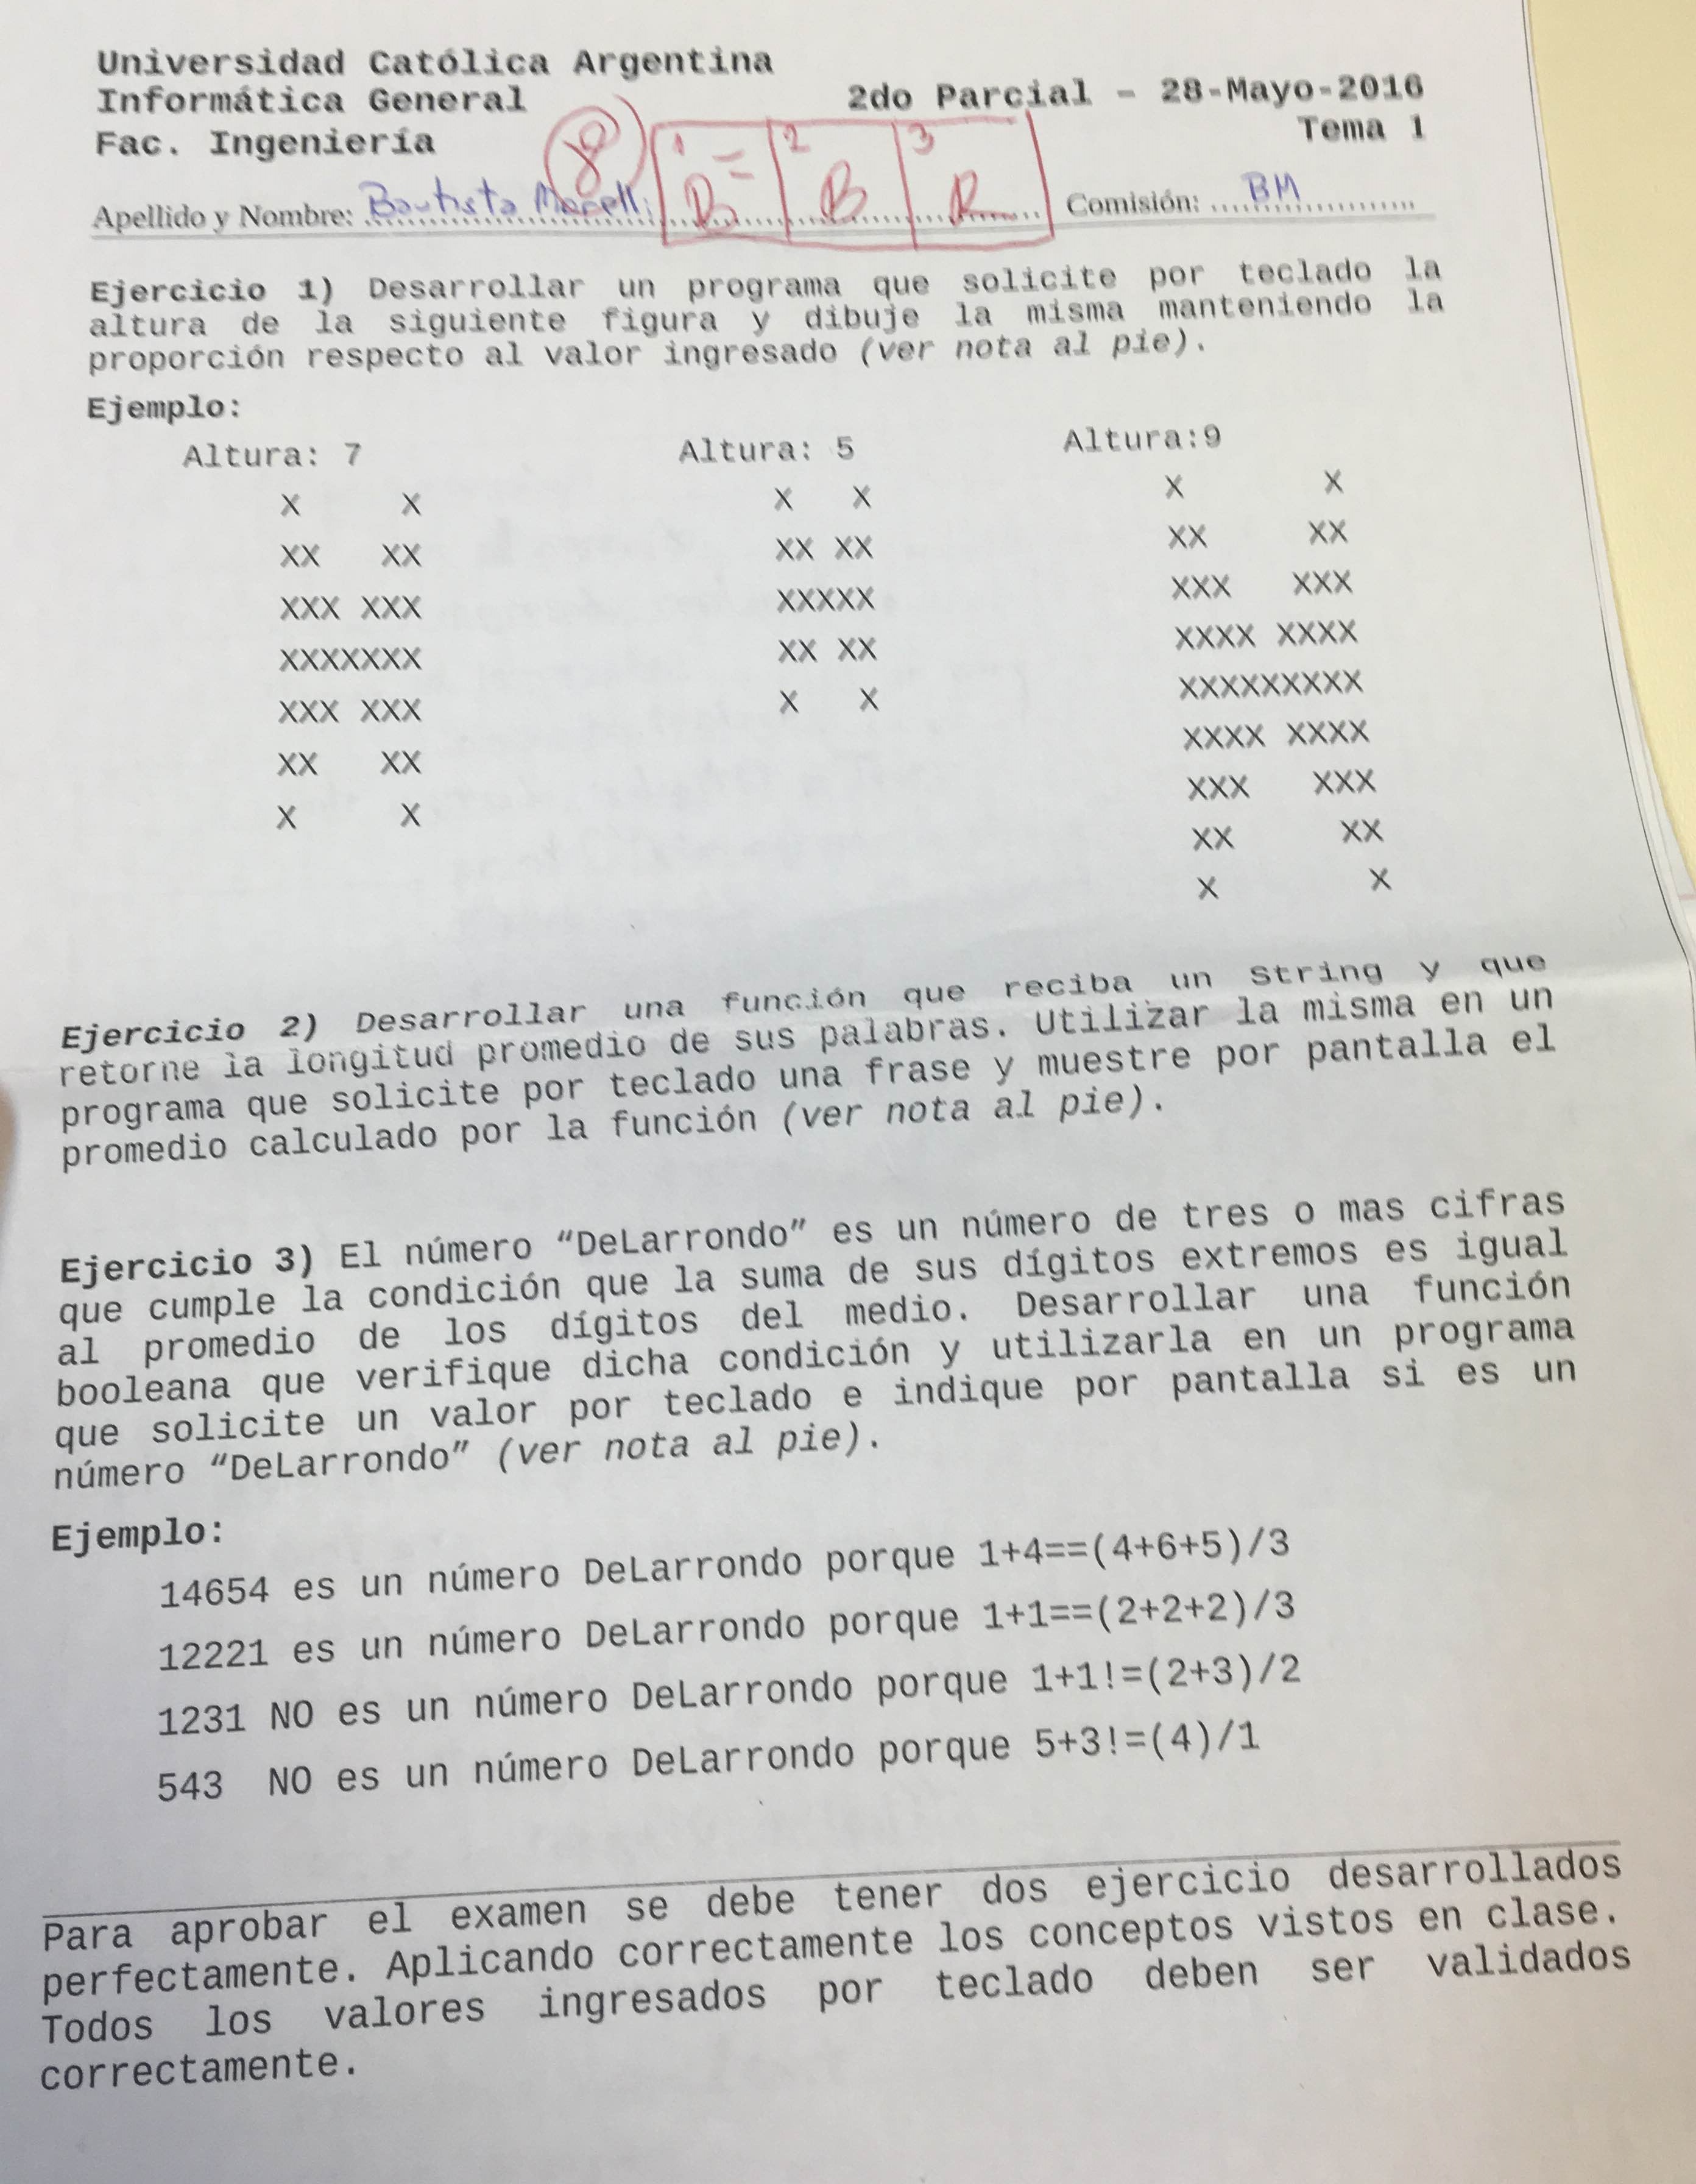 Universidad Católica Argentina
Informática General 2do Parcial – 28-Mayo-2016
Fac. Ingeniería Tema 1
8 1 2 3
B= B R
Apellido y Nombre: Bautista Comisión: BM
Ejercicio 1) Desarrollar un programa que solicite por teclado la
altura de la siguiente figura y dibuje la misma manteniendo la
proporción respecto al valor ingresado (ver nota al pie).
Ejemplo:
Altura: 7 Altura: 5 Altura:9
X X X X X X
XX XX XX XX XX XX
XXX XXX XXXXX XXX XXX
XXXXXXX XX XX XXXX XXXX
XXX XXX X X XXXXXXXXX
XX XX XXXX XXXX
X X XXX XXX
XX XX
X X
Ejercicio 2) Desarrollar una función que reciba un String y que
retorne la longitud promedio de sus palabras. Utilizar la misma en un
programa que solicite por teclado una frase y muestre por pantalla el
promedio calculado por la función (ver nota al pie).
Ejercicio 3) El número “DeLarrondo” es un número de tres o mas cifras
que cumple la condición que la suma de sus dígitos extremos es igual
al promedio de los dígitos del medio. Desarrollar una función
booleana que verifique dicha condición y utilizarla en un programa
que solicite un valor por teclado e indique por pantalla si es un
número “DeLarrondo” (ver nota al pie).
Ejemplo:
14654 es un número DeLarrondo porque 1+4==(4+6+5)/3
12221 es un número DeLarrondo porque 1+1==(2+2+2)/3
1231 NO es un número DeLarrondo porque 1+1!=(2+3)/2
543 NO es un número DeLarrondo porque 5+3!=(4)/1
Para aprobar el examen se debe tener dos ejercicio desarrollados
perfectamente. Aplicando correctamente los conceptos vistos en clase.
Todos los valores ingresados por teclado deben ser validados
correctamente.